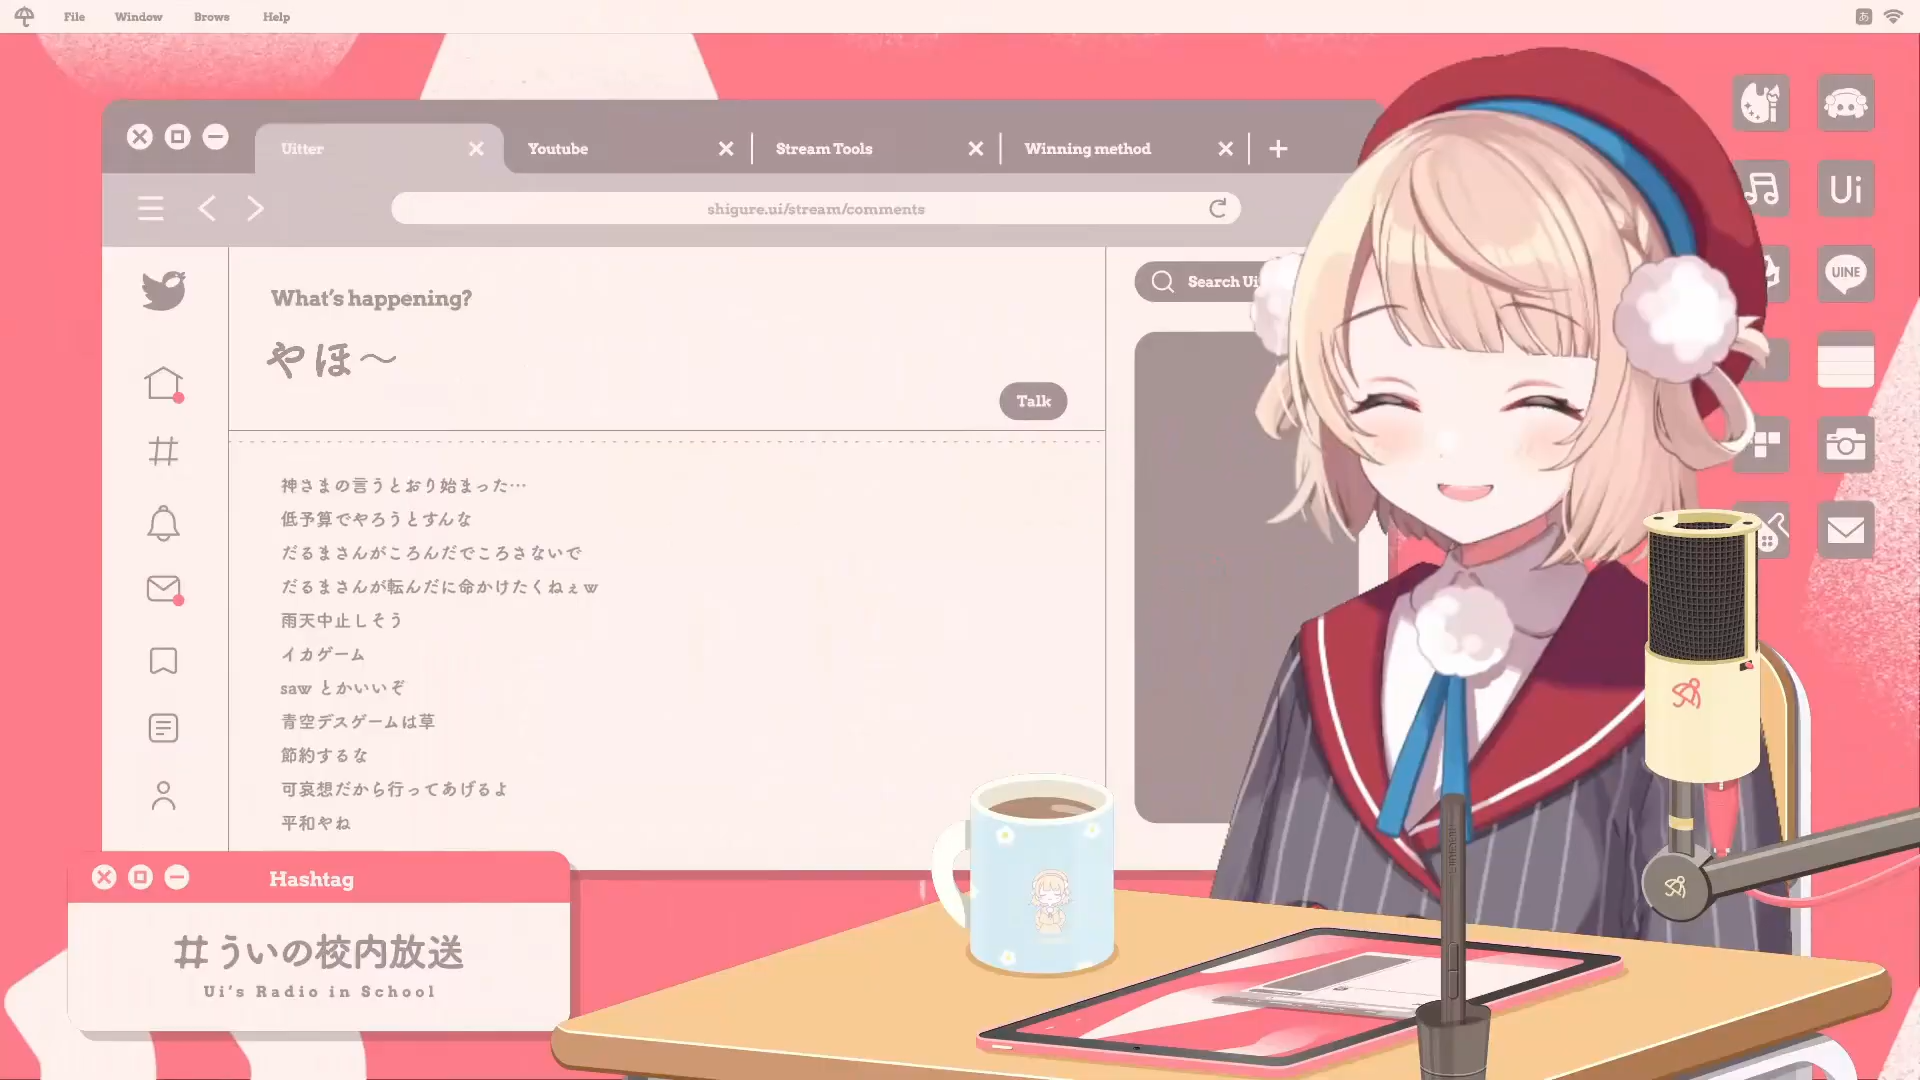 File Window Brows Help
あ
Uitter
Youtube
Stream Tools
Winning method
shigure.ui/stream/comments
What's happening?
やほ〜
Talk
Search Ui
神さまの言うとおり始まった…
低予算でやろうとすんな
だるまさんがころんだでころさないで
だるまさんが転んだに命かけたくねぇw
雨天中止しそう
イカゲーム
saw とかいいぞ
青空デスゲームは草
節約するな
可哀想だから行ってあげるよ
平和やね
Ui
UINE
Hashtag
#ういの校内放送
Ui's Radio in School